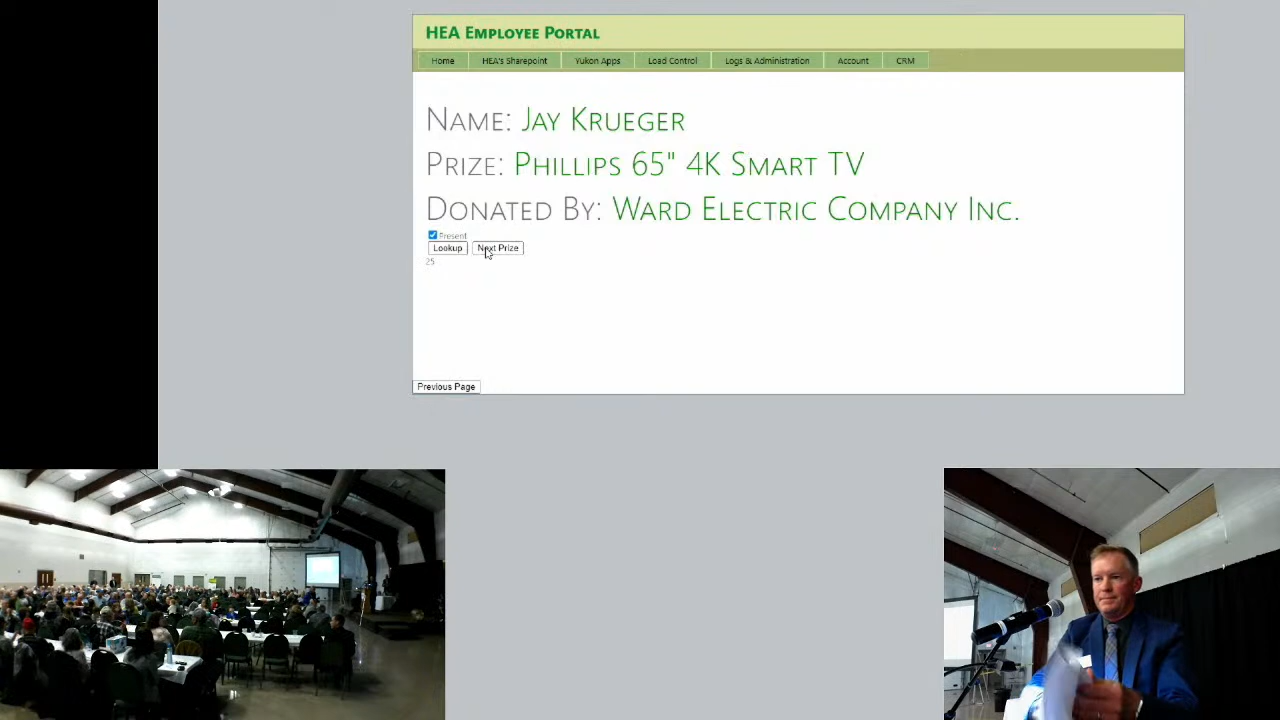 HEA Employee Portal
Home HEA's Sharepoint Yukon Apps Load Control Logs & Administration Account CRM
Name: Jay Krueger
Prize: Phillips 65" 4K Smart TV
Donated By: Ward Electric Company Inc.
Present
Lookup Next Prize
25
Previous Page